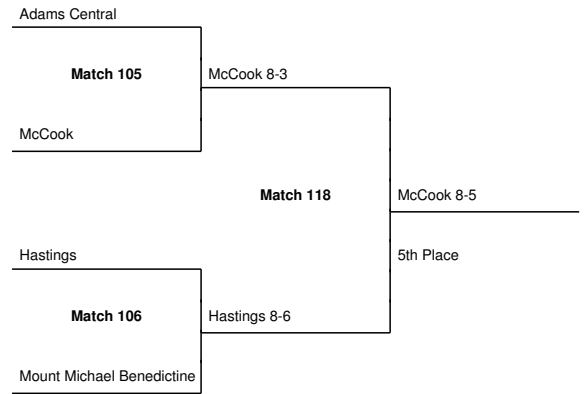 Adams Central
Match 105
McCook 8-3
McCook
Match 118
McCook 8-5
Hastings
5th Place
Match 106
Hastings 8-6
Mount Michael Benedictine